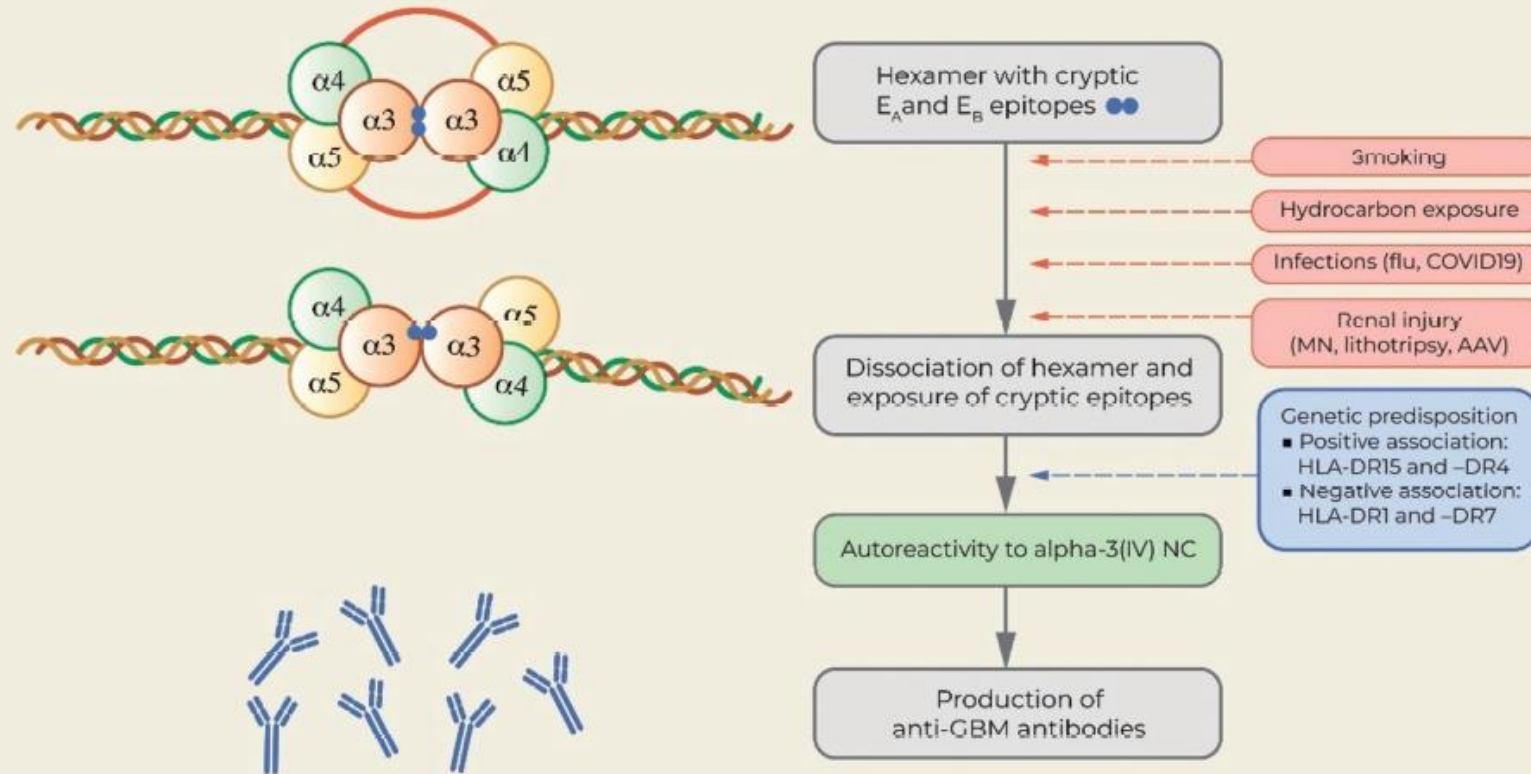 α4
α5
α3
α3
α5
α4
Hexamer with cryptic
E_A and E_B epitopes
Smoking
Hydrocarbon exposure
Infections (flu, COVID19)
Renal injury
(MN, lithotripsy, AAV)
α4
α5
α3
α3
α5
α4
Dissociation of hexamer and
exposure of cryptic epitopes
Genetic predisposition
▪ Positive association:
HLA-DR15 and –DR4
▪ Negative association:
HLA-DR1 and –DR7
Autoreactivity to alpha-3(IV) NC
Production of
anti-GBM antibodies